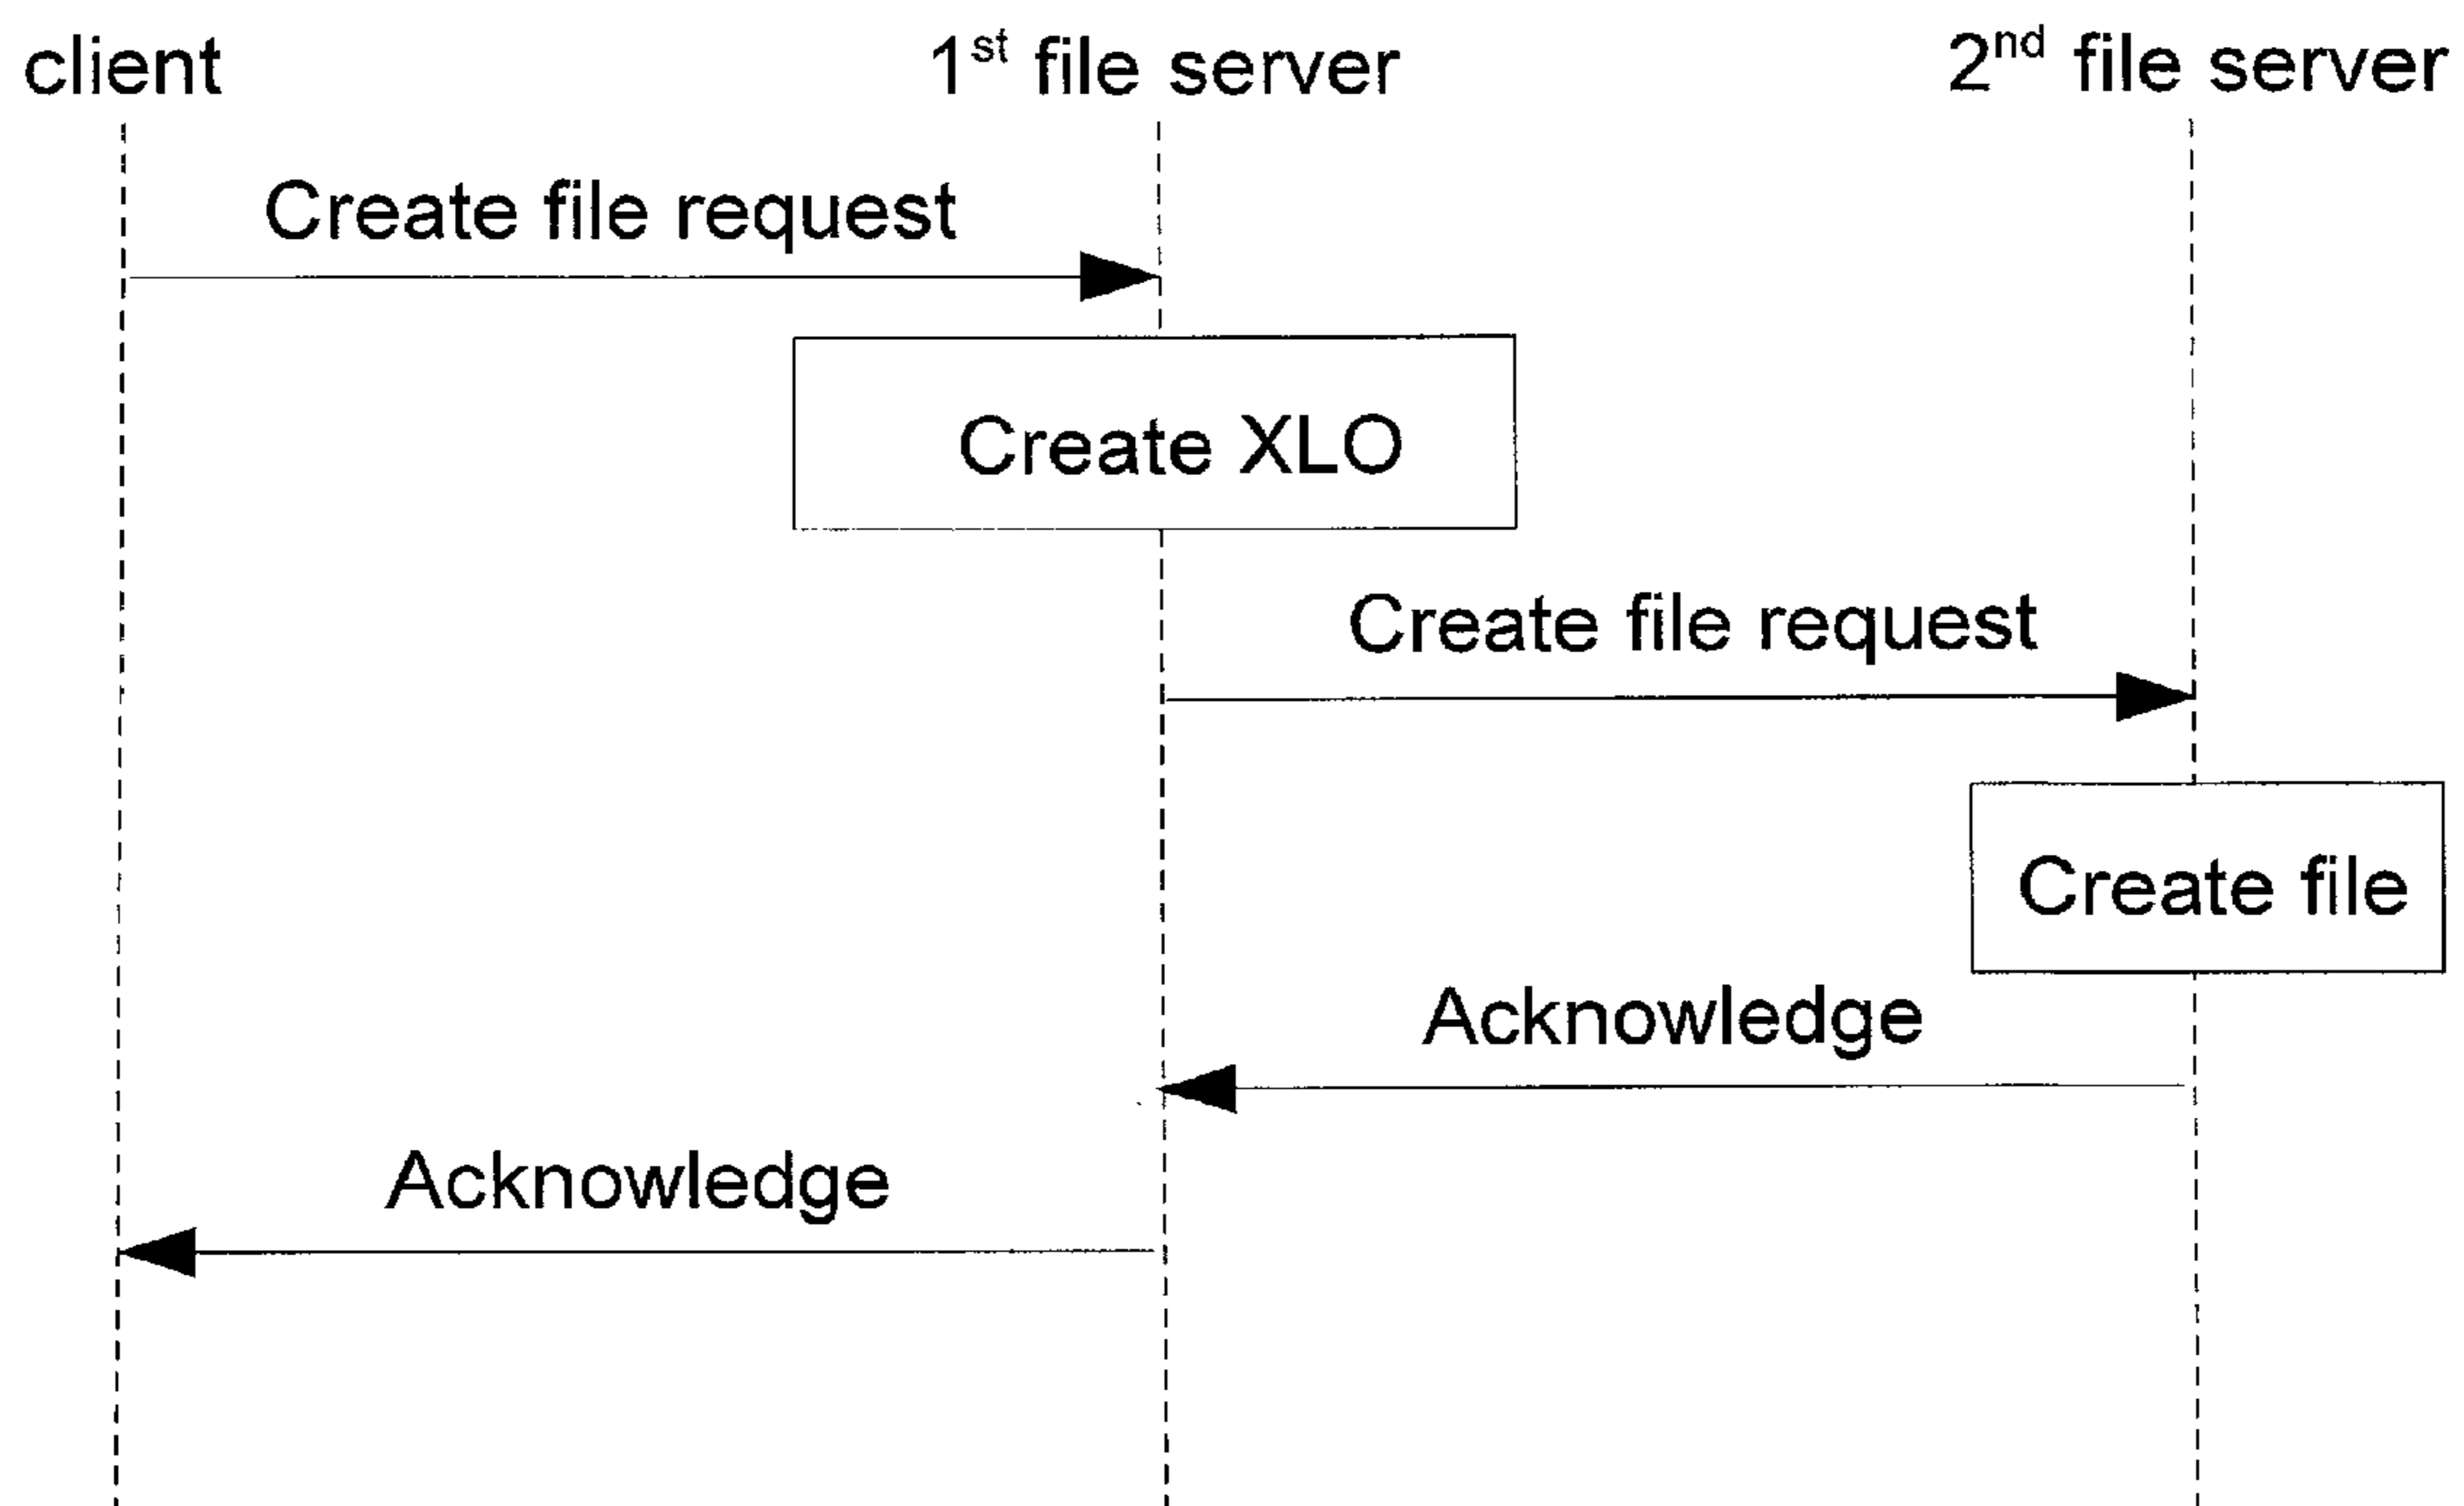 client 1st file server 2nd file server
Create file request
Create XLO
Create file request
Create file
Acknowledge
Acknowledge